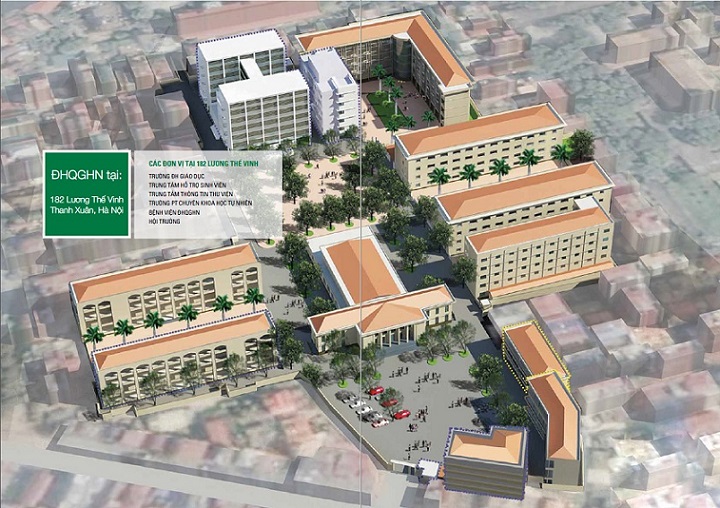 ĐHQGHN tại:
182 Lương Thế Vinh
Thanh Xuân, Hà Nội
CÁC ĐƠN VỊ TẠI 182 LƯƠNG THẾ VINH
TRƯỜNG ĐH GIÁO DỤC
TRUNG TÂM HỖ TRỢ SINH VIÊN
TRUNG TÂM THÔNG TIN THƯ VIỆN
TRƯỜNG PT CHUYÊN KHOA HỌC TỰ NHIÊN
BỆNH VIỆN ĐHQGHN
HỘI TRƯỜNG